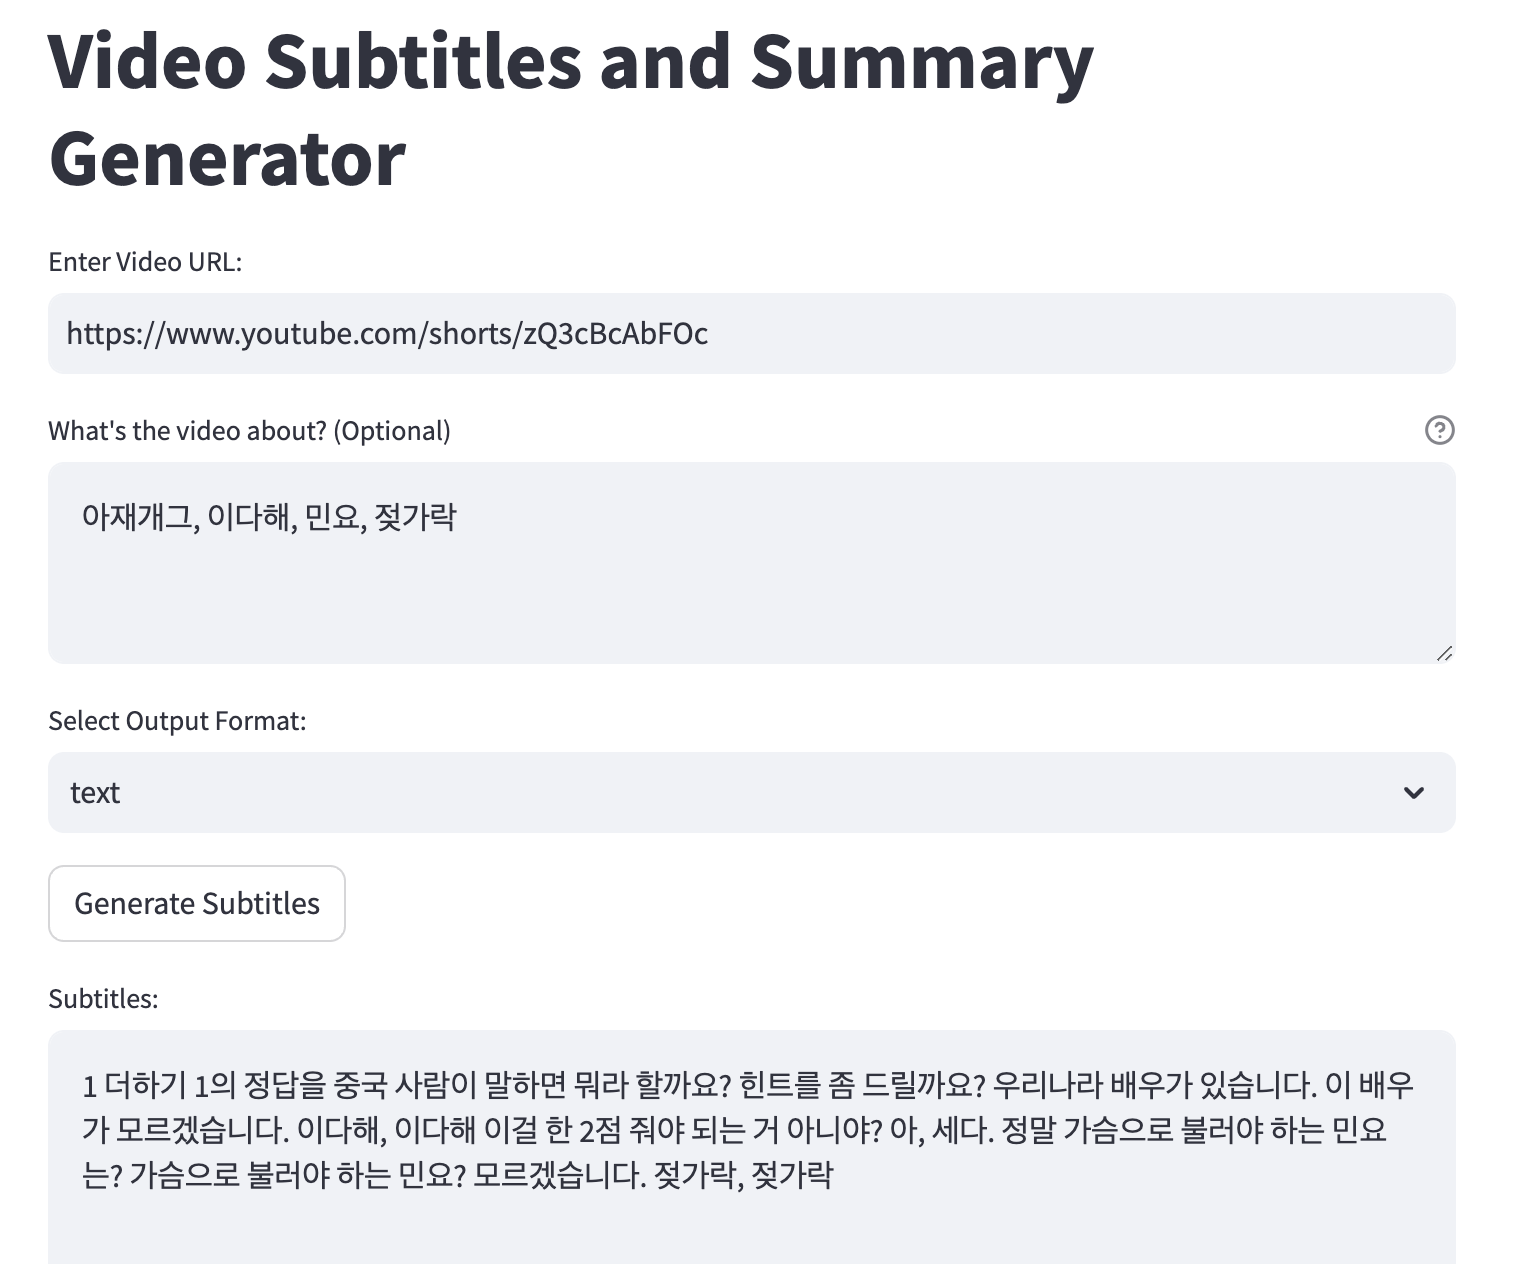 Video Subtitles and Summary
Generator
Enter Video URL:
https://www.youtube.com/shorts/zQ3cBcAbFOc
What's the video about? (Optional)
아재개그, 이다해, 민요, 젖가락
Select Output Format:
text
Generate Subtitles
Subtitles:
1 더하기 1의 정답을 중국 사람이 말하면 뭐라 할까요? 힌트를 좀 드릴까요? 우리나라 배우가 있습니다. 이 배우
가 모르겠습니다. 이다해, 이다해 이걸 한 2점 줘야 되는 거 아니야? 아, 세다. 정말 가슴으로 불러야 하는 민요
는? 가슴으로 불러야 하는 민요? 모르겠습니다. 젖가락, 젖가락